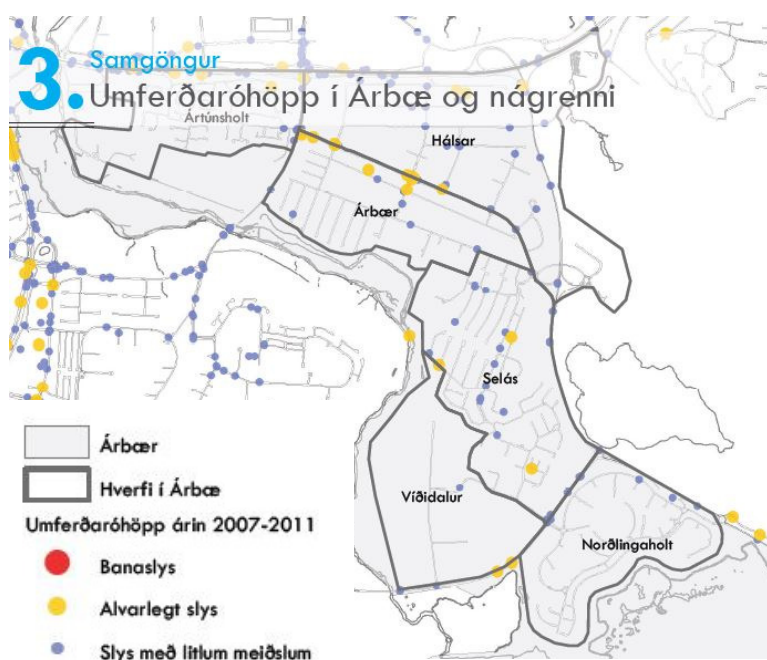 3. Samgöngur
Umferðaróhöpp í Árbæ og nágrenni
Ártúnsholt
Hálsar
Árbær
Selás
Víðidalur
Norðlingaholt
Árbær
Hverfi í Árbæ
Umferðaróhöpp árin 2007-2011
Banaslys
Alvarlegt slys
Slys með litlum meiðslum